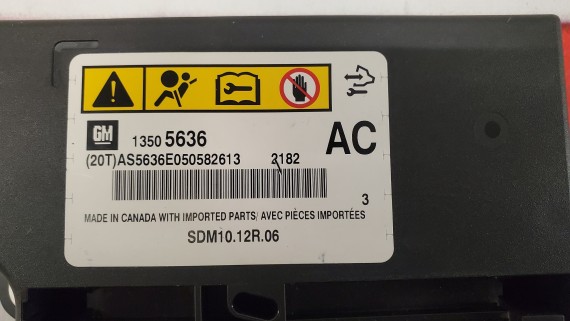 GM 1350 5636 AC
(20T)AS5636E050582613 2182
3
MADE IN CANADA WITH IMPORTED PARTS/ AVEC PIÈCES IMPORTÉES
SDM10.12R.06